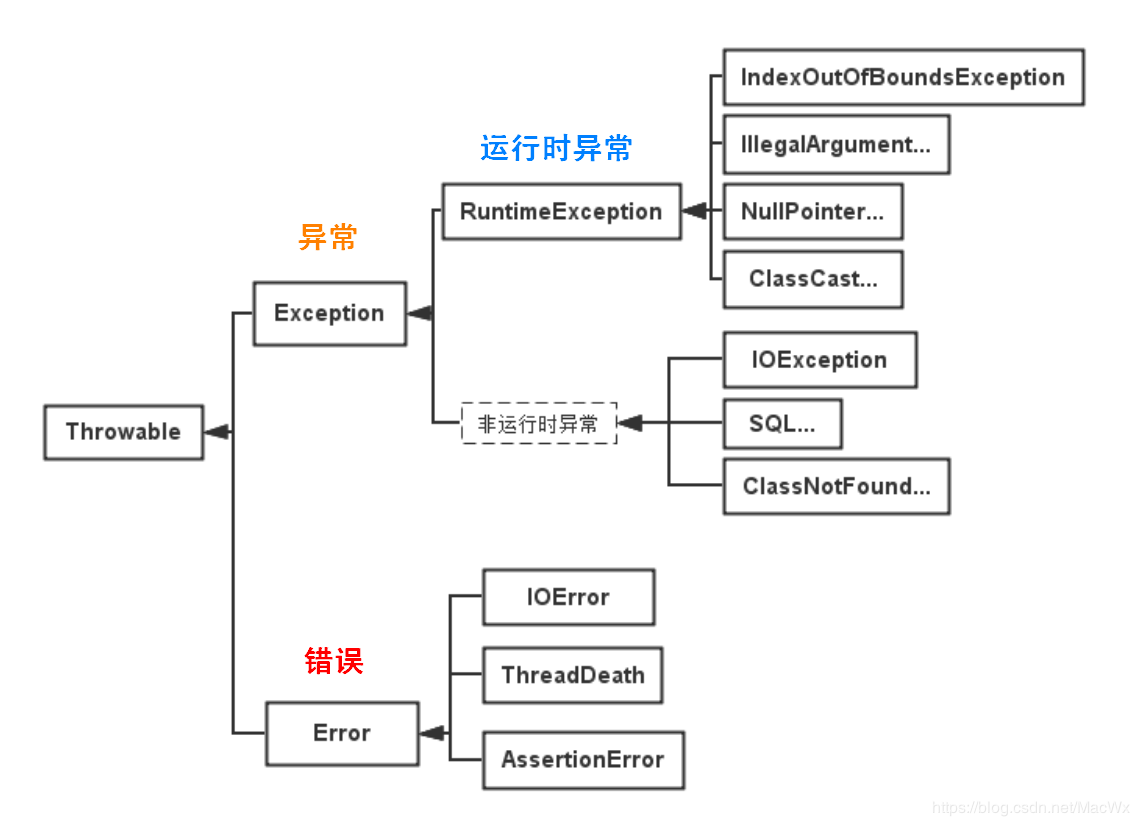 IndexOutOfBoundsException
运行时异常
IllegalArgument...
RuntimeException
NullPointer...
异常
ClassCast...
Exception
IOException
Throwable
非运行时异常
SQL...
ClassNotFound...
IOError
错误
ThreadDeath
Error
AssertionError
https://blog.csdn.net/MacWx